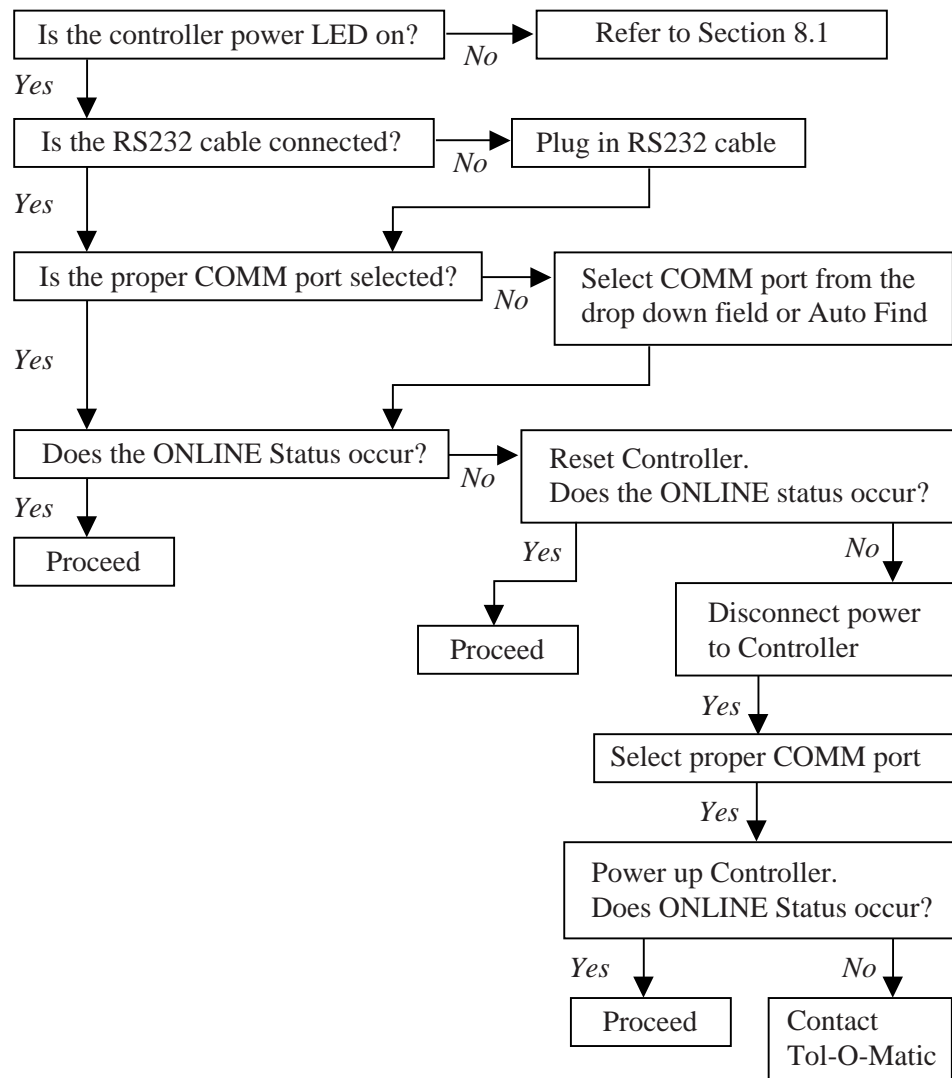 Is the controller power LED on?
No
Refer to Section 8.1
Yes
Is the RS232 cable connected?
No
Plug in RS232 cable
Yes
Is the proper COMM port selected?
No
Select COMM port from the
drop down field or Auto Find
Yes
Does the ONLINE Status occur?
No
Reset Controller.
Does the ONLINE status occur?
Yes
Proceed
Yes
Proceed
No
Disconnect power
to Controller
Yes
Select proper COMM port
Yes
Power up Controller.
Does ONLINE Status occur?
Yes
Proceed
No
Contact
Tol-O-Matic